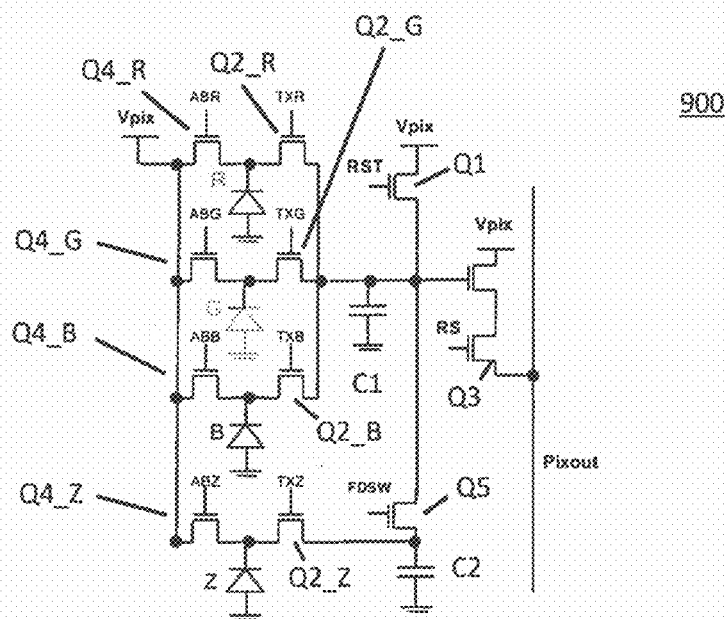 Q2_G
Q2_R
Q4_R
900
ABR
TXR
Vpix
Vpix
RST
Q1
R
ABG
TXG
Q4_G
Vpix
G
RS
Q4_B
ABB
TXB
C1
Q3
B
Q2_B
Pixout
Q4_Z
ABZ
TXZ
FDSW
Q5
Z
Q2_Z
C2